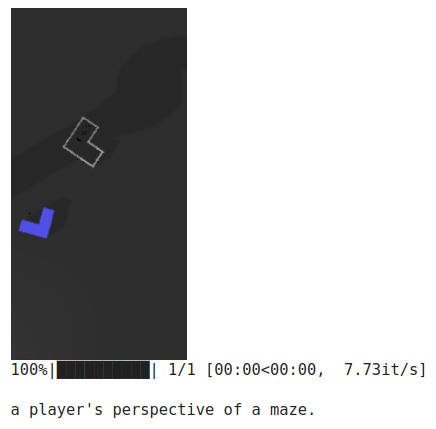 100%|██████████| 1/1 [00:00<00:00,  7.73it/s]
a player's perspective of a maze.